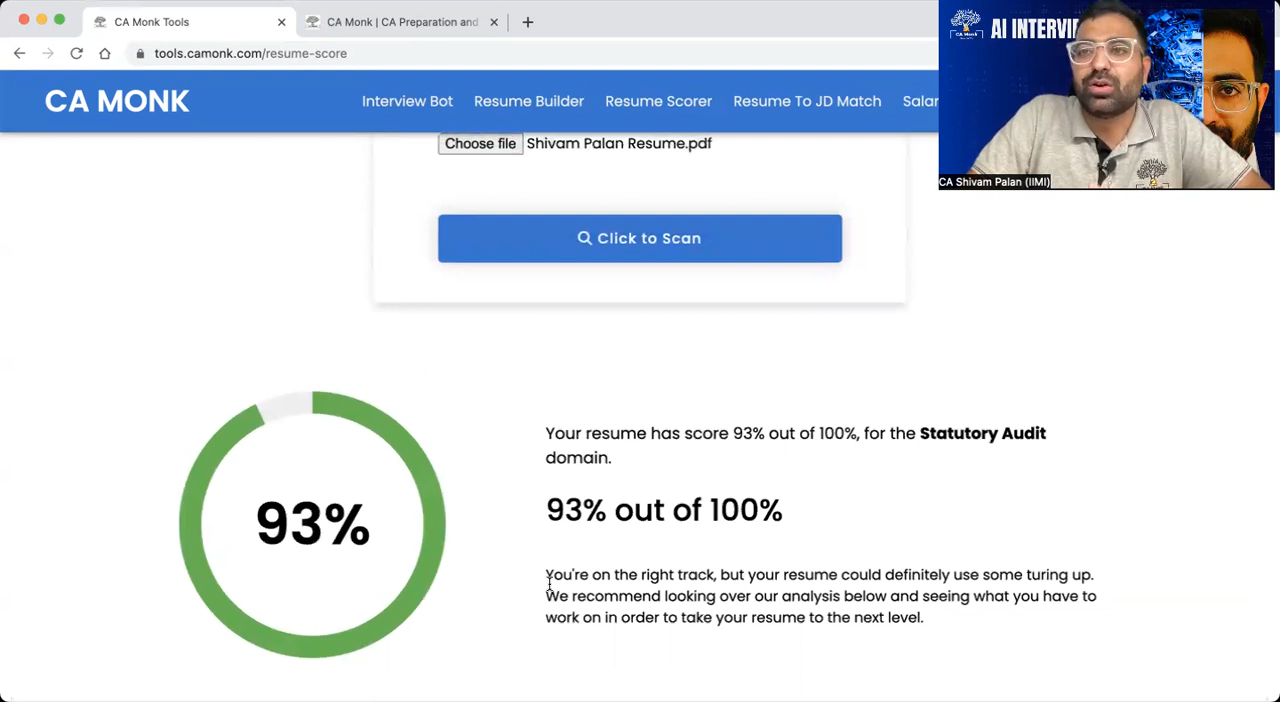 CA Monk Tools
CA Monk | CA Preparation and
tools.camonk.com/resume-score
CA MONK
Interview Bot
Resume Builder
Resume Scorer
Resume To JD Match
Salar
Choose file Shivam Palan Resume.pdf
Click to Scan
93%
Your resume has score 93% out of 100%, for the Statutory Audit
domain.
93% out of 100%
You're on the right track, but your resume could definitely use some turing up.
We recommend looking over our analysis below and seeing what you have to
work on in order to take your resume to the next level.
CA Monk
AI INTERVIE
CA Shivam Palan (IIMI)